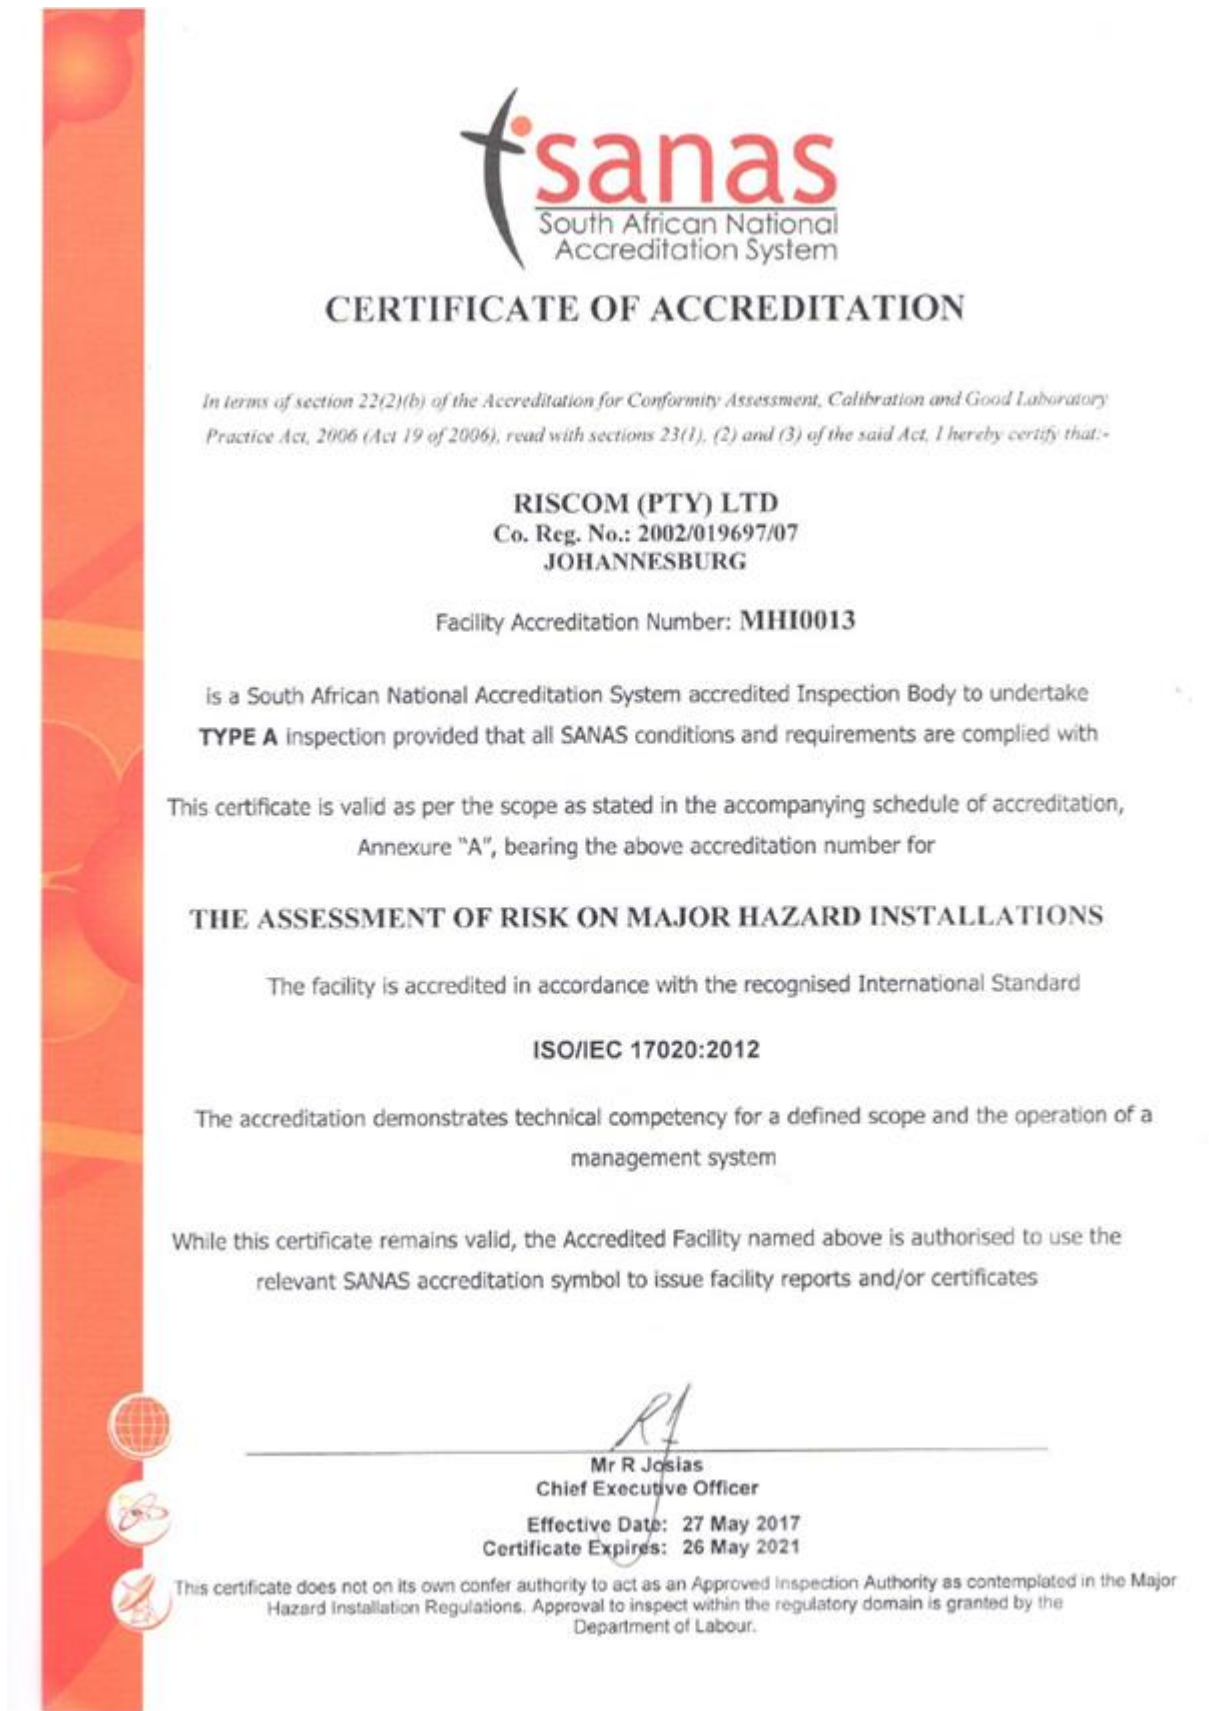 sanas
South African National
Accreditation System
CERTIFICATE OF ACCREDITATION
In terms of section 22(2)(b) of the Accreditation for Conformity Assessment, Calibration and Good Laboratory
Practice Act, 2006 (Act 19 of 2006), read with sections 23(1), (2) and (3) of the said Act, I hereby certify that:-
RISCOM (PTY) LTD
Co. Reg. No.: 2002/019697/07
JOHANNESBURG
Facility Accreditation Number: MHI0013
is a South African National Accreditation System accredited Inspection Body to undertake
TYPE A inspection provided that all SANAS conditions and requirements are complied with
This certificate is valid as per the scope as stated in the accompanying schedule of accreditation,
Annexure "A", bearing the above accreditation number for
THE ASSESSMENT OF RISK ON MAJOR HAZARD INSTALLATIONS
The facility is accredited in accordance with the recognised International Standard
ISO/IEC 17020:2012
The accreditation demonstrates technical competency for a defined scope and the operation of a
management system
While this certificate remains valid, the Accredited Facility named above is authorised to use the
relevant SANAS accreditation symbol to issue facility reports and/or certificates
Mr R Josias
Chief Executive Officer
Effective Date: 27 May 2017
Certificate Expires: 26 May 2021
This certificate does not on its own confer authority to act as an Approved Inspection Authority as contemplated in the Major
Hazard Installation Regulations. Approval to inspect within the regulatory domain is granted by the
Department of Labour.